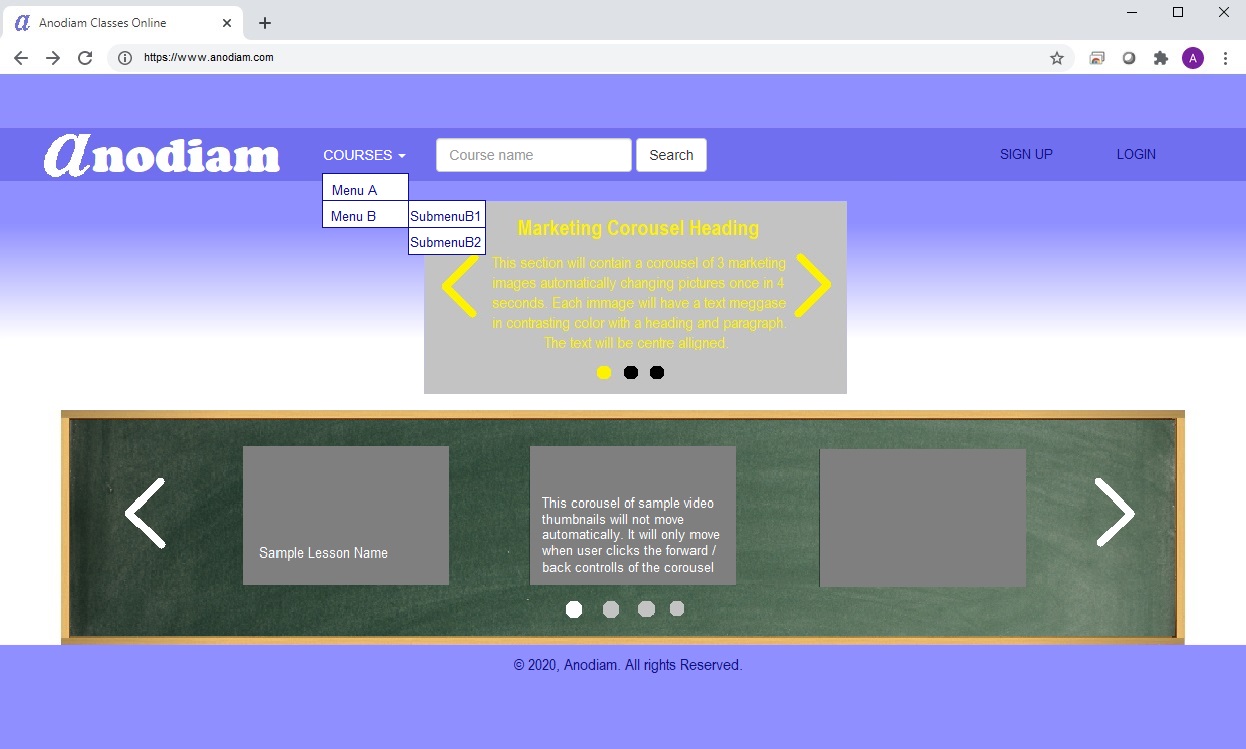 Anodiam Classes Online
https://www.anodiam.com
A
anodiam
COURSES
Course name
Search
SIGN UP
LOGIN
Menu A
Menu B
SubmenuB1
SubmenuB2
Marketing Corousel Heading
This section will contain a corousel of 3 marketing
images automatically changing pictures once in 4
seconds. Each immage will have a text meggase
in contrasting color with a heading and paragraph.
The text will be centre alligned.
Sample Lesson Name
This corousel of sample video
thumbnails will not move
automatically. It will only move
when user clicks the forward /
back controlls of the corousel
© 2020, Anodiam. All rights Reserved.